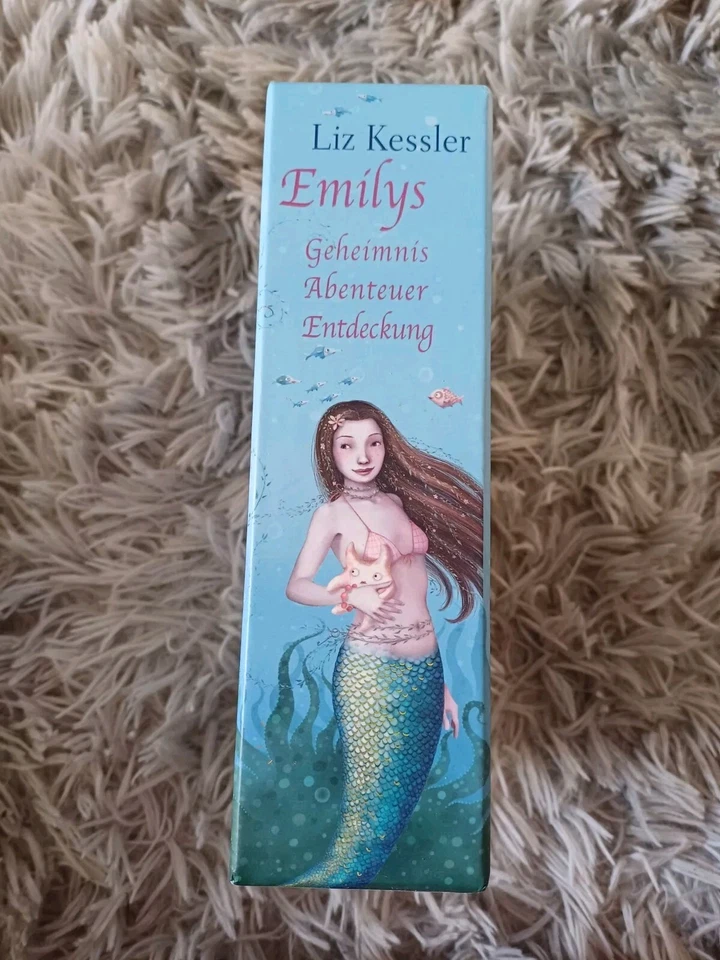 Liz Kessler
Emilys
Geheimnis
Abenteuer
Entdeckung